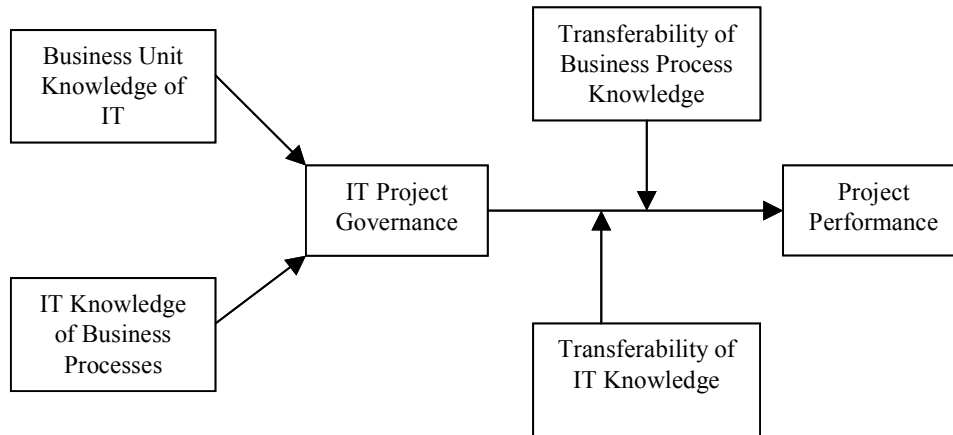 Business Unit
Knowledge of
IT
Transferability of
Business Process
Knowledge
IT Project
Governance
Project
Performance
IT Knowledge
of Business
Processes
Transferability of
IT Knowledge